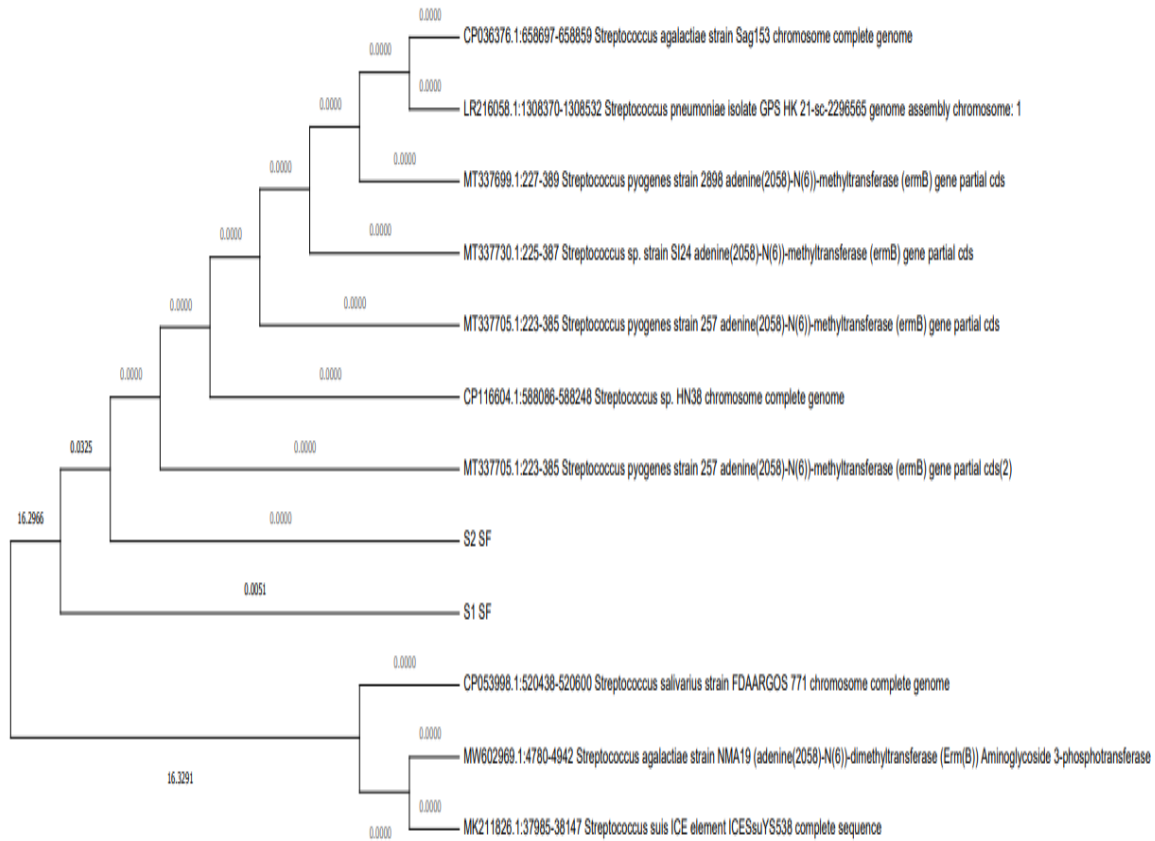 0.0000
CP036376.1:658697-658859 Streptococcus agalactiae strain Sag153 chromosome complete genome
0.0000
0.0000
LR216058.1:1308370-1308532 Streptococcus pneumoniae isolate GPS HK 21-sc-2296565 genome assembly chromosome: 1
0.0000
0.0000
MT337699.1:227-389 Streptococcus pyogenes strain 2898 adenine(2058)-N(6))-methyltransferase (ermB) gene partial cds
0.0000
0.0000
MT337730.1:225-387 Streptococcus sp. strain SI24 adenine(2058)-N(6))-methyltransferase (ermB) gene partial cds
0.0000
0.0000
MT337705.1:223-385 Streptococcus pyogenes strain 257 adenine(2058)-N(6))-methyltransferase (ermB) gene partial cds
0.0000
0.0000
CP116604.1:588086-588248 Streptococcus sp. HN38 chromosome complete genome
0.0000
0.0000
MT337705.1:223-385 Streptococcus pyogenes strain 257 adenine(2058)-N(6))-methyltransferase (ermB) gene partial cds(2)
0.0325
0.0000
S2 SF
16.2966
0.0000
S1 SF
0.0051
CP053998.1:520438-520600 Streptococcus salivarius strain FDAARGOS 771 chromosome complete genome
0.0000
MW602969.1:4780-4942 Streptococcus agalactiae strain NMA19 (adenine(2058)-N(6))-dimethyltransferase (Erm(B)) Aminoglycoside 3-phosphotransferase
16.3291
0.0000
MK211826.1:37985-38147 Streptococcus suis ICE element ICESsuYS538 complete sequence
0.0000